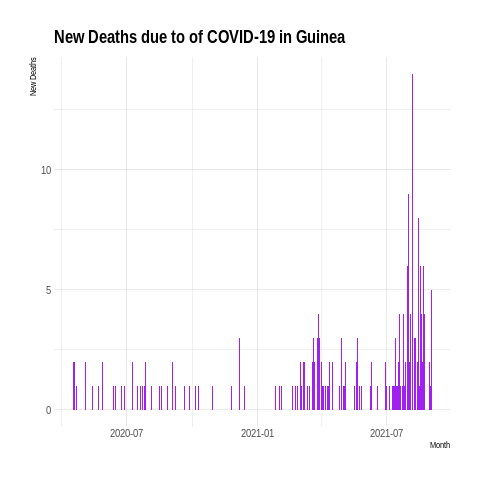 New Deaths due to of COVID-19 in Guinea
New Deaths
10
5
0
2020-07
2021-01
2021-07
Month